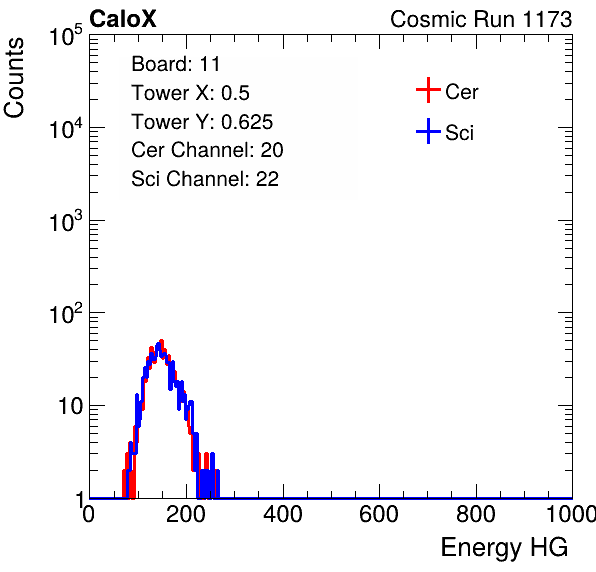 CaloX Cosmic Run 1173
Counts
10^5
10^4
10^3
10^2
10
1
Board: 11
Tower X: 0.5
Tower Y: 0.625
Cer Channel: 20
Sci Channel: 22
Cer
Sci
0 200 400 600 800 1000
Energy HG